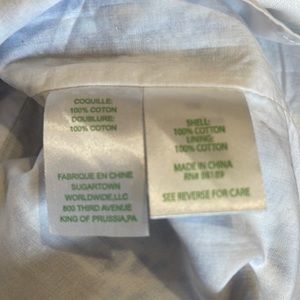 COQUILLE:
100% COTON
DOUBLURE:
100% COTON
FABRIQUE EN CHINE
SUGARTOWN
WORLDWIDE, LLC
800 THIRD AVENUE
KING OF PRUSSIA,PA
SHELL:
100% COTTON
LINING:
100% COTTON
MADE IN CHINA
RN#
SEE REVERSE FOR CARE